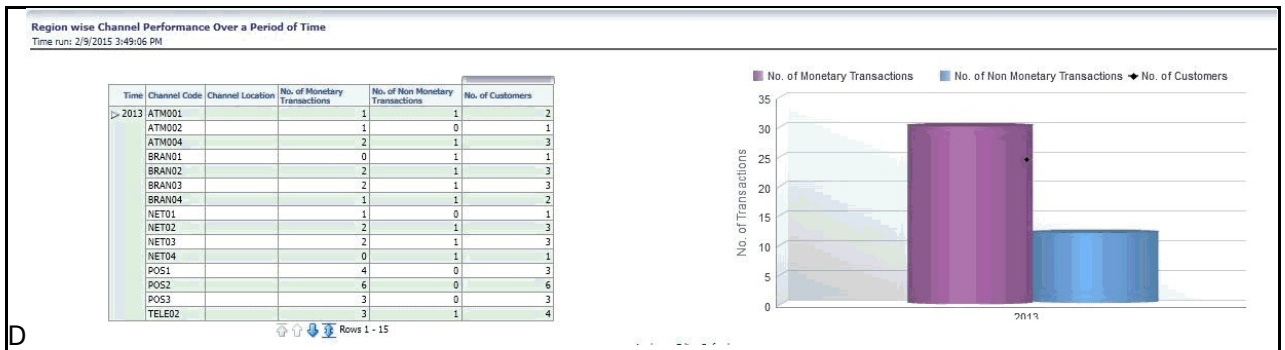 Region wise Channel Performance Over a Period of Time
Time run: 2/9/2015 3:49:06 PM
Time Channel Code Channel Location No. of Monetary Transactions No. of Non Monetary Transactions No. of Customers
2013 ATM001 1 1 2
ATM002 1 0 1
ATM004 2 1 3
BRAN01 0 1 1
BRAN02 2 1 3
BRAN03 2 1 3
BRAN04 1 1 2
NET01 1 0 1
NET02 2 1 3
NET03 2 1 3
NET04 0 1 1
POS1 4 0 3
POS2 6 0 6
POS3 3 0 3
TELE02 3 1 4
Rows 1 - 15
No. of Monetary Transactions No. of Non Monetary Transactions No. of Customers
No. of Transactions
35
30
25
20
15
10
5
0
2013
D